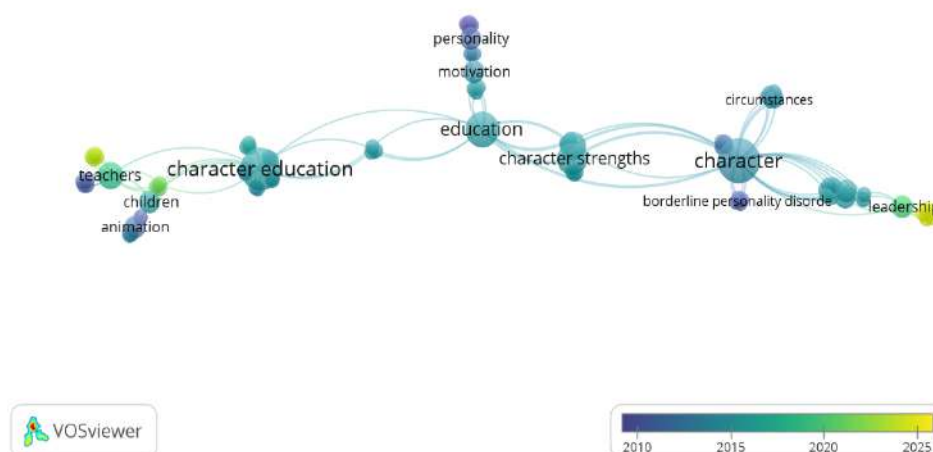 personality
motivation
circumstances
education
character strengths
character
character education
teachers
children
borderline personality disorde
leadership
animation
VOSviewer
2010
2015
2020
2025